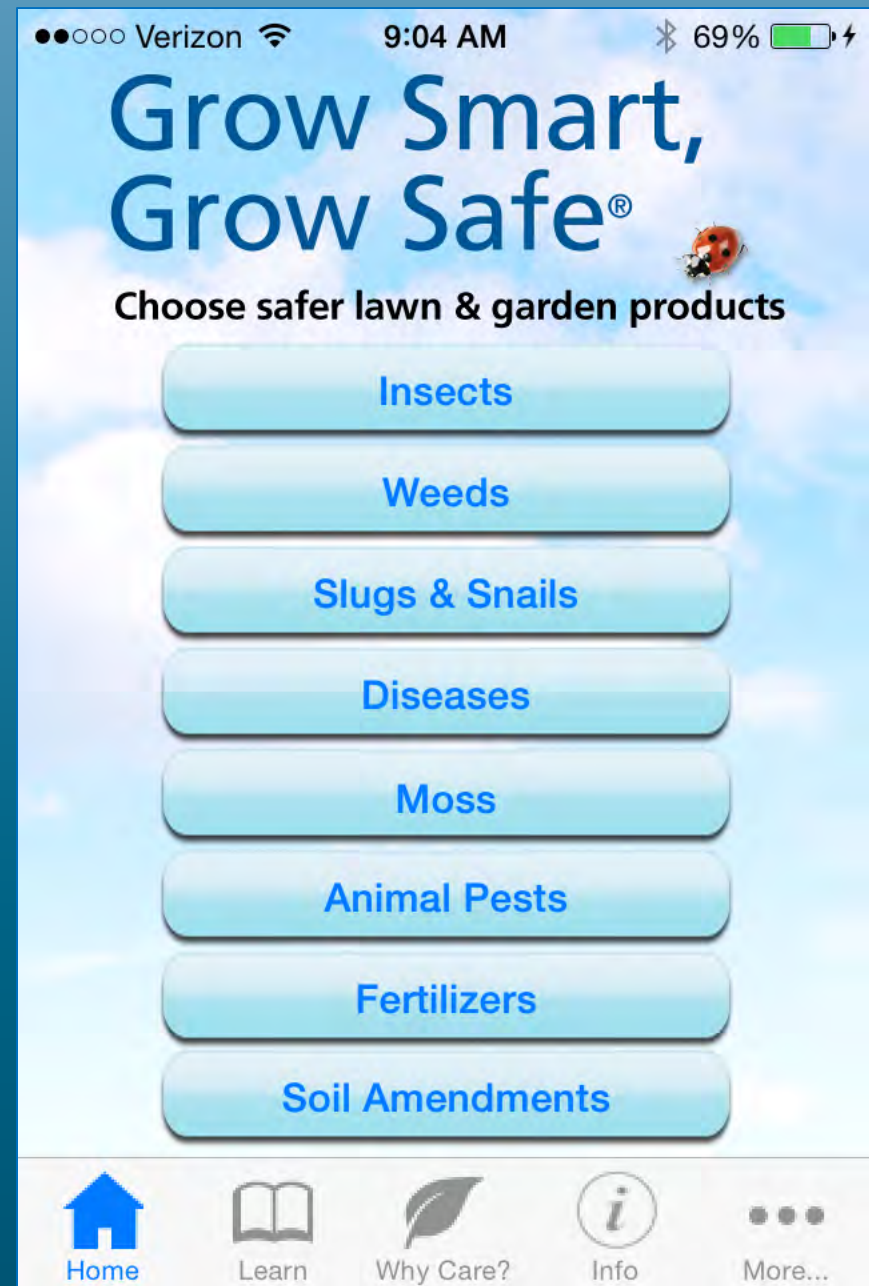 Verizon 9:04 AM 69%
Grow Smart,
Grow Safe®
Choose safer lawn & garden products
Insects
Weeds
Slugs & Snails
Diseases
Moss
Animal Pests
Fertilizers
Soil Amendments
Home Learn Why Care? Info More...